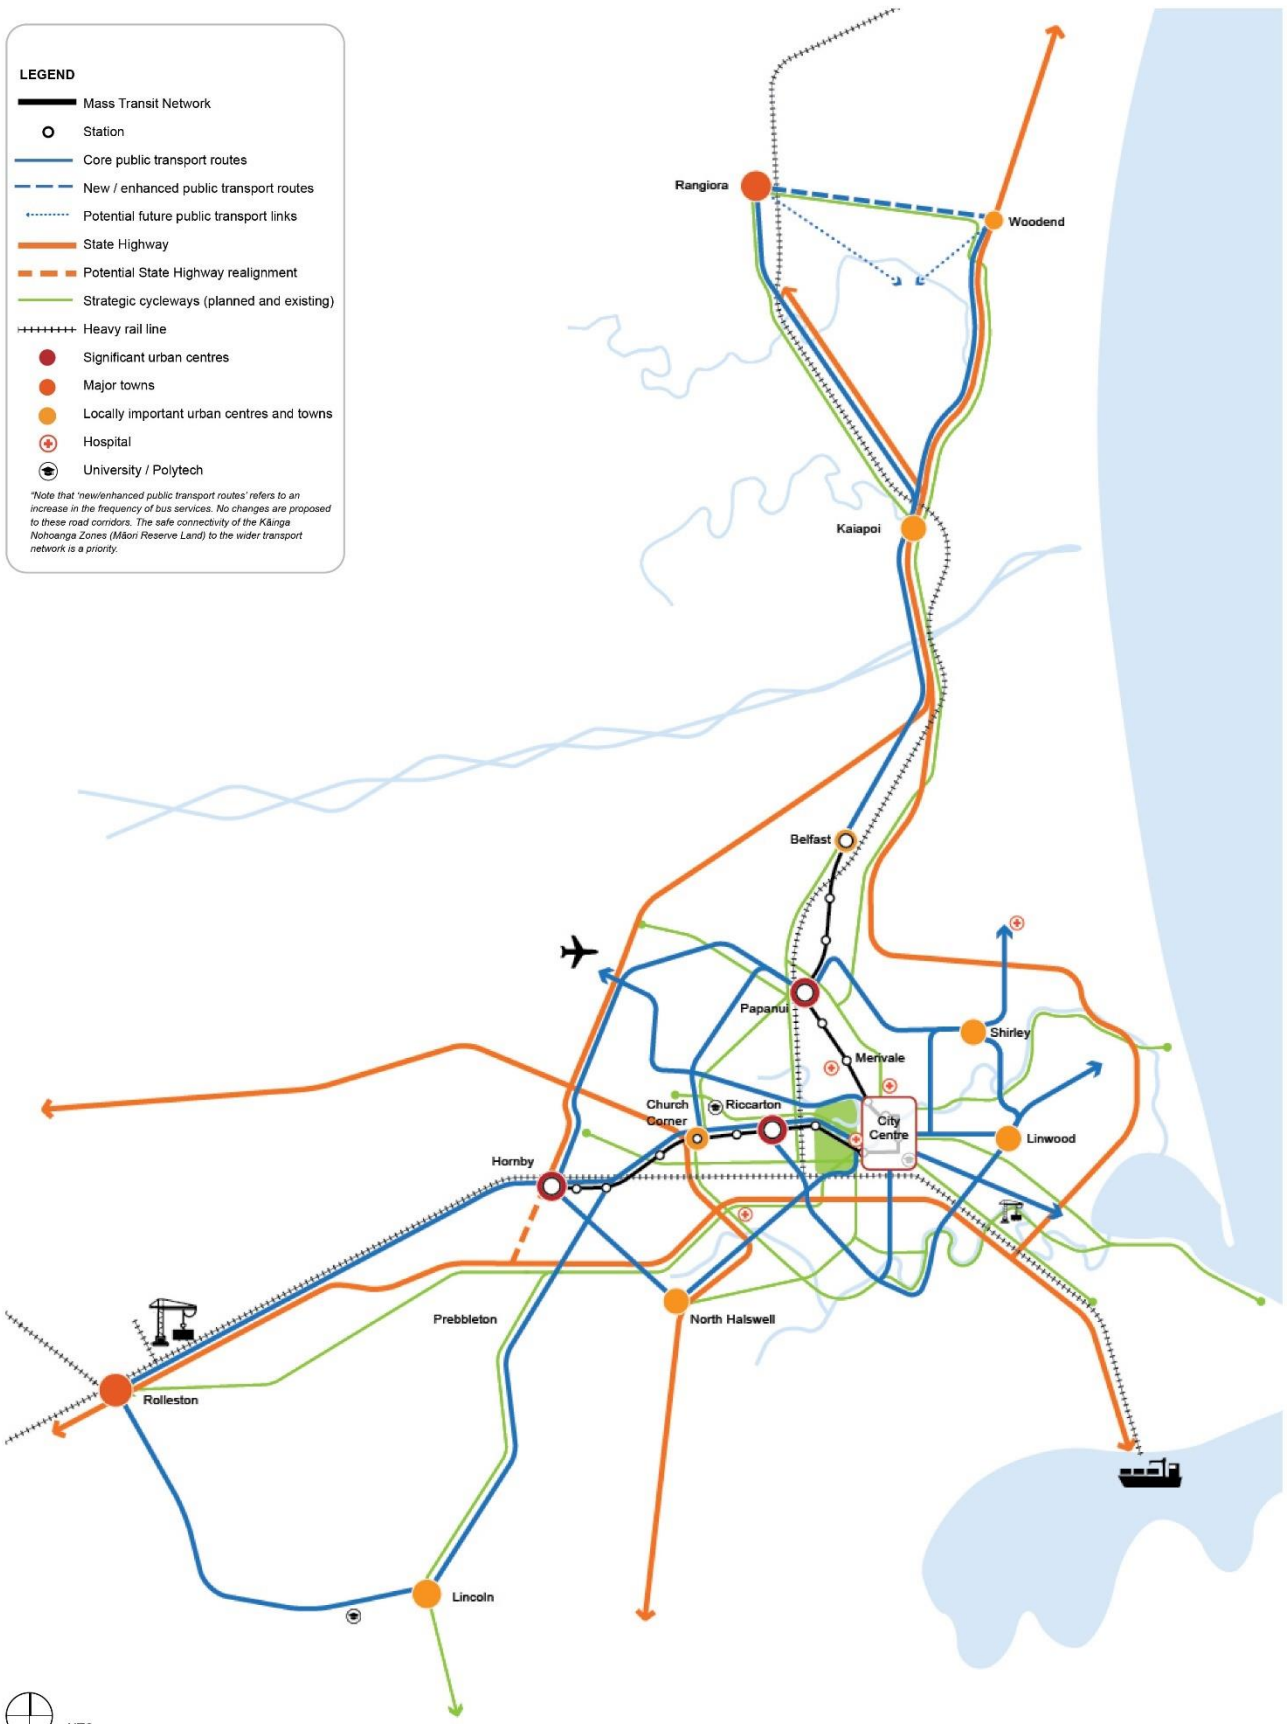 LEGEND
Mass Transit Network
Station
Core public transport routes
New / enhanced public transport routes
Potential future public transport links
State Highway
Potential State Highway realignment
Strategic cycleways (planned and existing)
Heavy rail line
Significant urban centres
Major towns
Locally important urban centres and towns
Hospital
University / Polytech
"Note that 'new/enhanced public transport routes' refers to an
increase in the frequency of bus services. No changes are proposed
to these road corridors. The safe connectivity of the Kāinga
Nohoanga Zones (Māori Reserve Land) to the wider transport
network is a priority.
Rangiora
Woodend
Kaiapoi
Belfast
Papanui
Shirley
Merivale
Church
Corner
Riccarton
City
Centre
Linwood
Hornby
Prebbleton
North Halswell
Rolleston
Lincoln